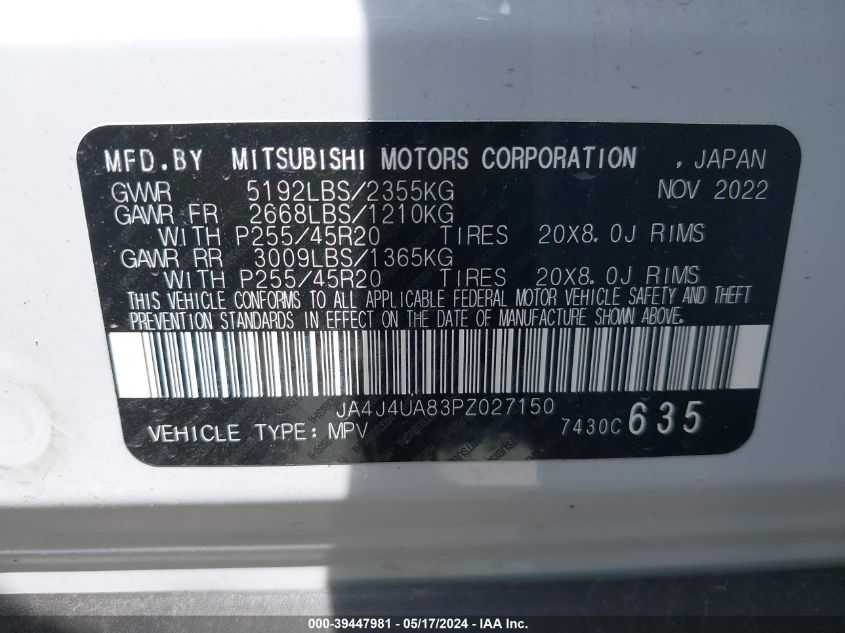 MFD.BY MITSUBISHI MOTORS CORPORATION , JAPAN
GVWR 5192LBS/2355KG NOV 2022
GAWR FR 2668LBS/1210KG
WITH P255/45R20 TIRES 20X8.0J RIMS
GAWR RR 3009LBS/1365KG
WITH P255/45R20 TIRES 20X8.0J RIMS
THIS VEHICLE CONFORMS TO ALL APPLICABLE FEDERAL MOTOR VEHICLE SAFETY AND THEFT
PREVENTION STANDARDS IN EFFECT ON THE DATE OF MANUFACTURE SHOWN ABOVE.
JA4J4UA83PZ027150
VEHICLE TYPE: MPV 7430C 635
000-39447981 - 05/17/2024 - IAA Inc.